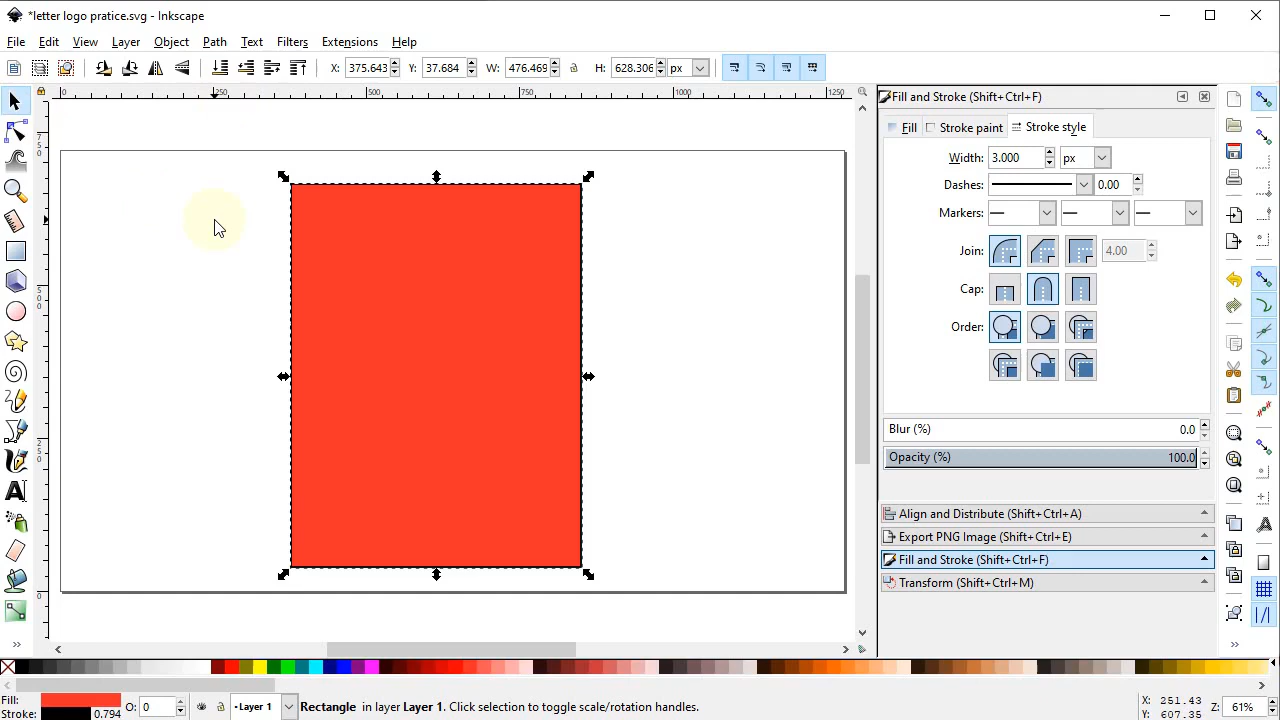 *letter logo pratice.svg - Inkscape
File Edit View Layer Object Path Text Filters Extensions Help
X: 375.643 Y: 37.684 W: 476.469 H: 628.306 px
0 250 500 750 1000 1250
Fill and Stroke (Shift+Ctrl+F)
Fill Stroke paint Stroke style
Width: 3.000 px
Dashes: 0.00
Markers:
Join: 4.00
Cap:
Order:
Blur (%) 0.0
Opacity (%) 100.0
Align and Distribute (Shift+Ctrl+A)
Export PNG Image (Shift+Ctrl+E)
Fill and Stroke (Shift+Ctrl+F)
Transform (Shift+Ctrl+M)
750
500
250
0
Fill:
Stroke: 0.794
O: 0
Layer 1
Rectangle in layer Layer 1. Click selection to toggle scale/rotation handles.
X: 251.43
Y: 607.35
Z: 61%